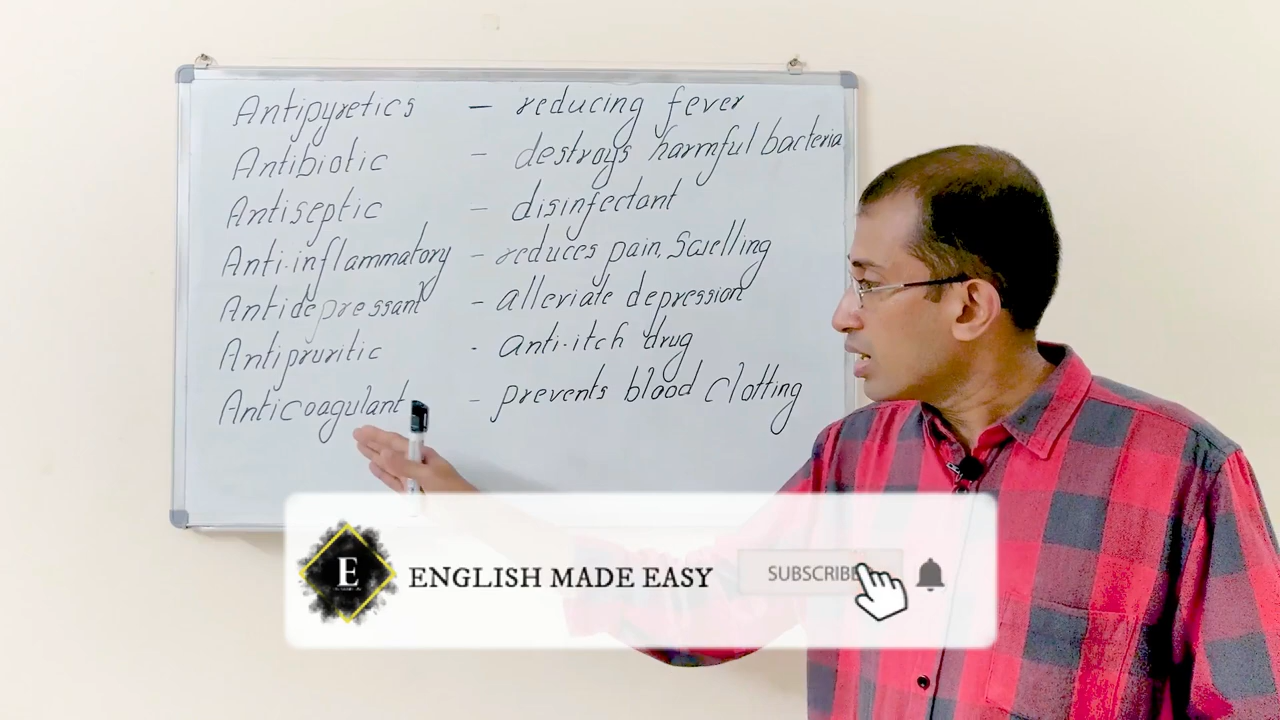 Antipyretics – reducing fever
Antibiotic – destroys harmful bacteria
Antiseptic – disinfectant
Anti-inflammatory – reduces pain, swelling
Antidepressant – alleviate depression
Antipruritic - anti-itch drug
Anticoagulant – prevents blood clotting
E ENGLISH MADE EASY SUBSCRIBE